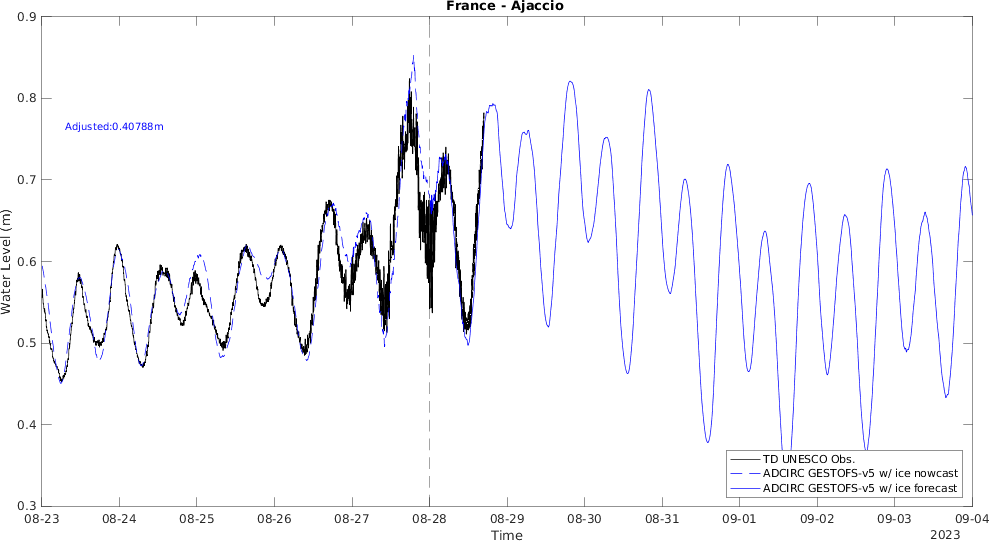 France - Ajaccio
Water Level (m)
0.9
0.8
0.7
0.6
0.5
0.4
0.3
Adjusted:0.40788m
TD UNESCO Obs.
ADCIRC GESTOFS-v5 w/ ice nowcast
ADCIRC GESTOFS-v5 w/ ice forecast
08-23 08-24 08-25 08-26 08-27 08-28 08-29 08-30 08-31 09-01 09-02 09-03 09-04
Time
2023